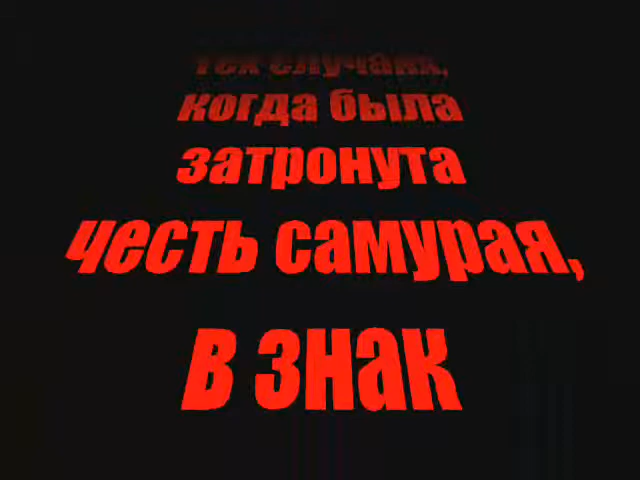 тех случаях,
когда была
затронута
честь самурая,
в знак